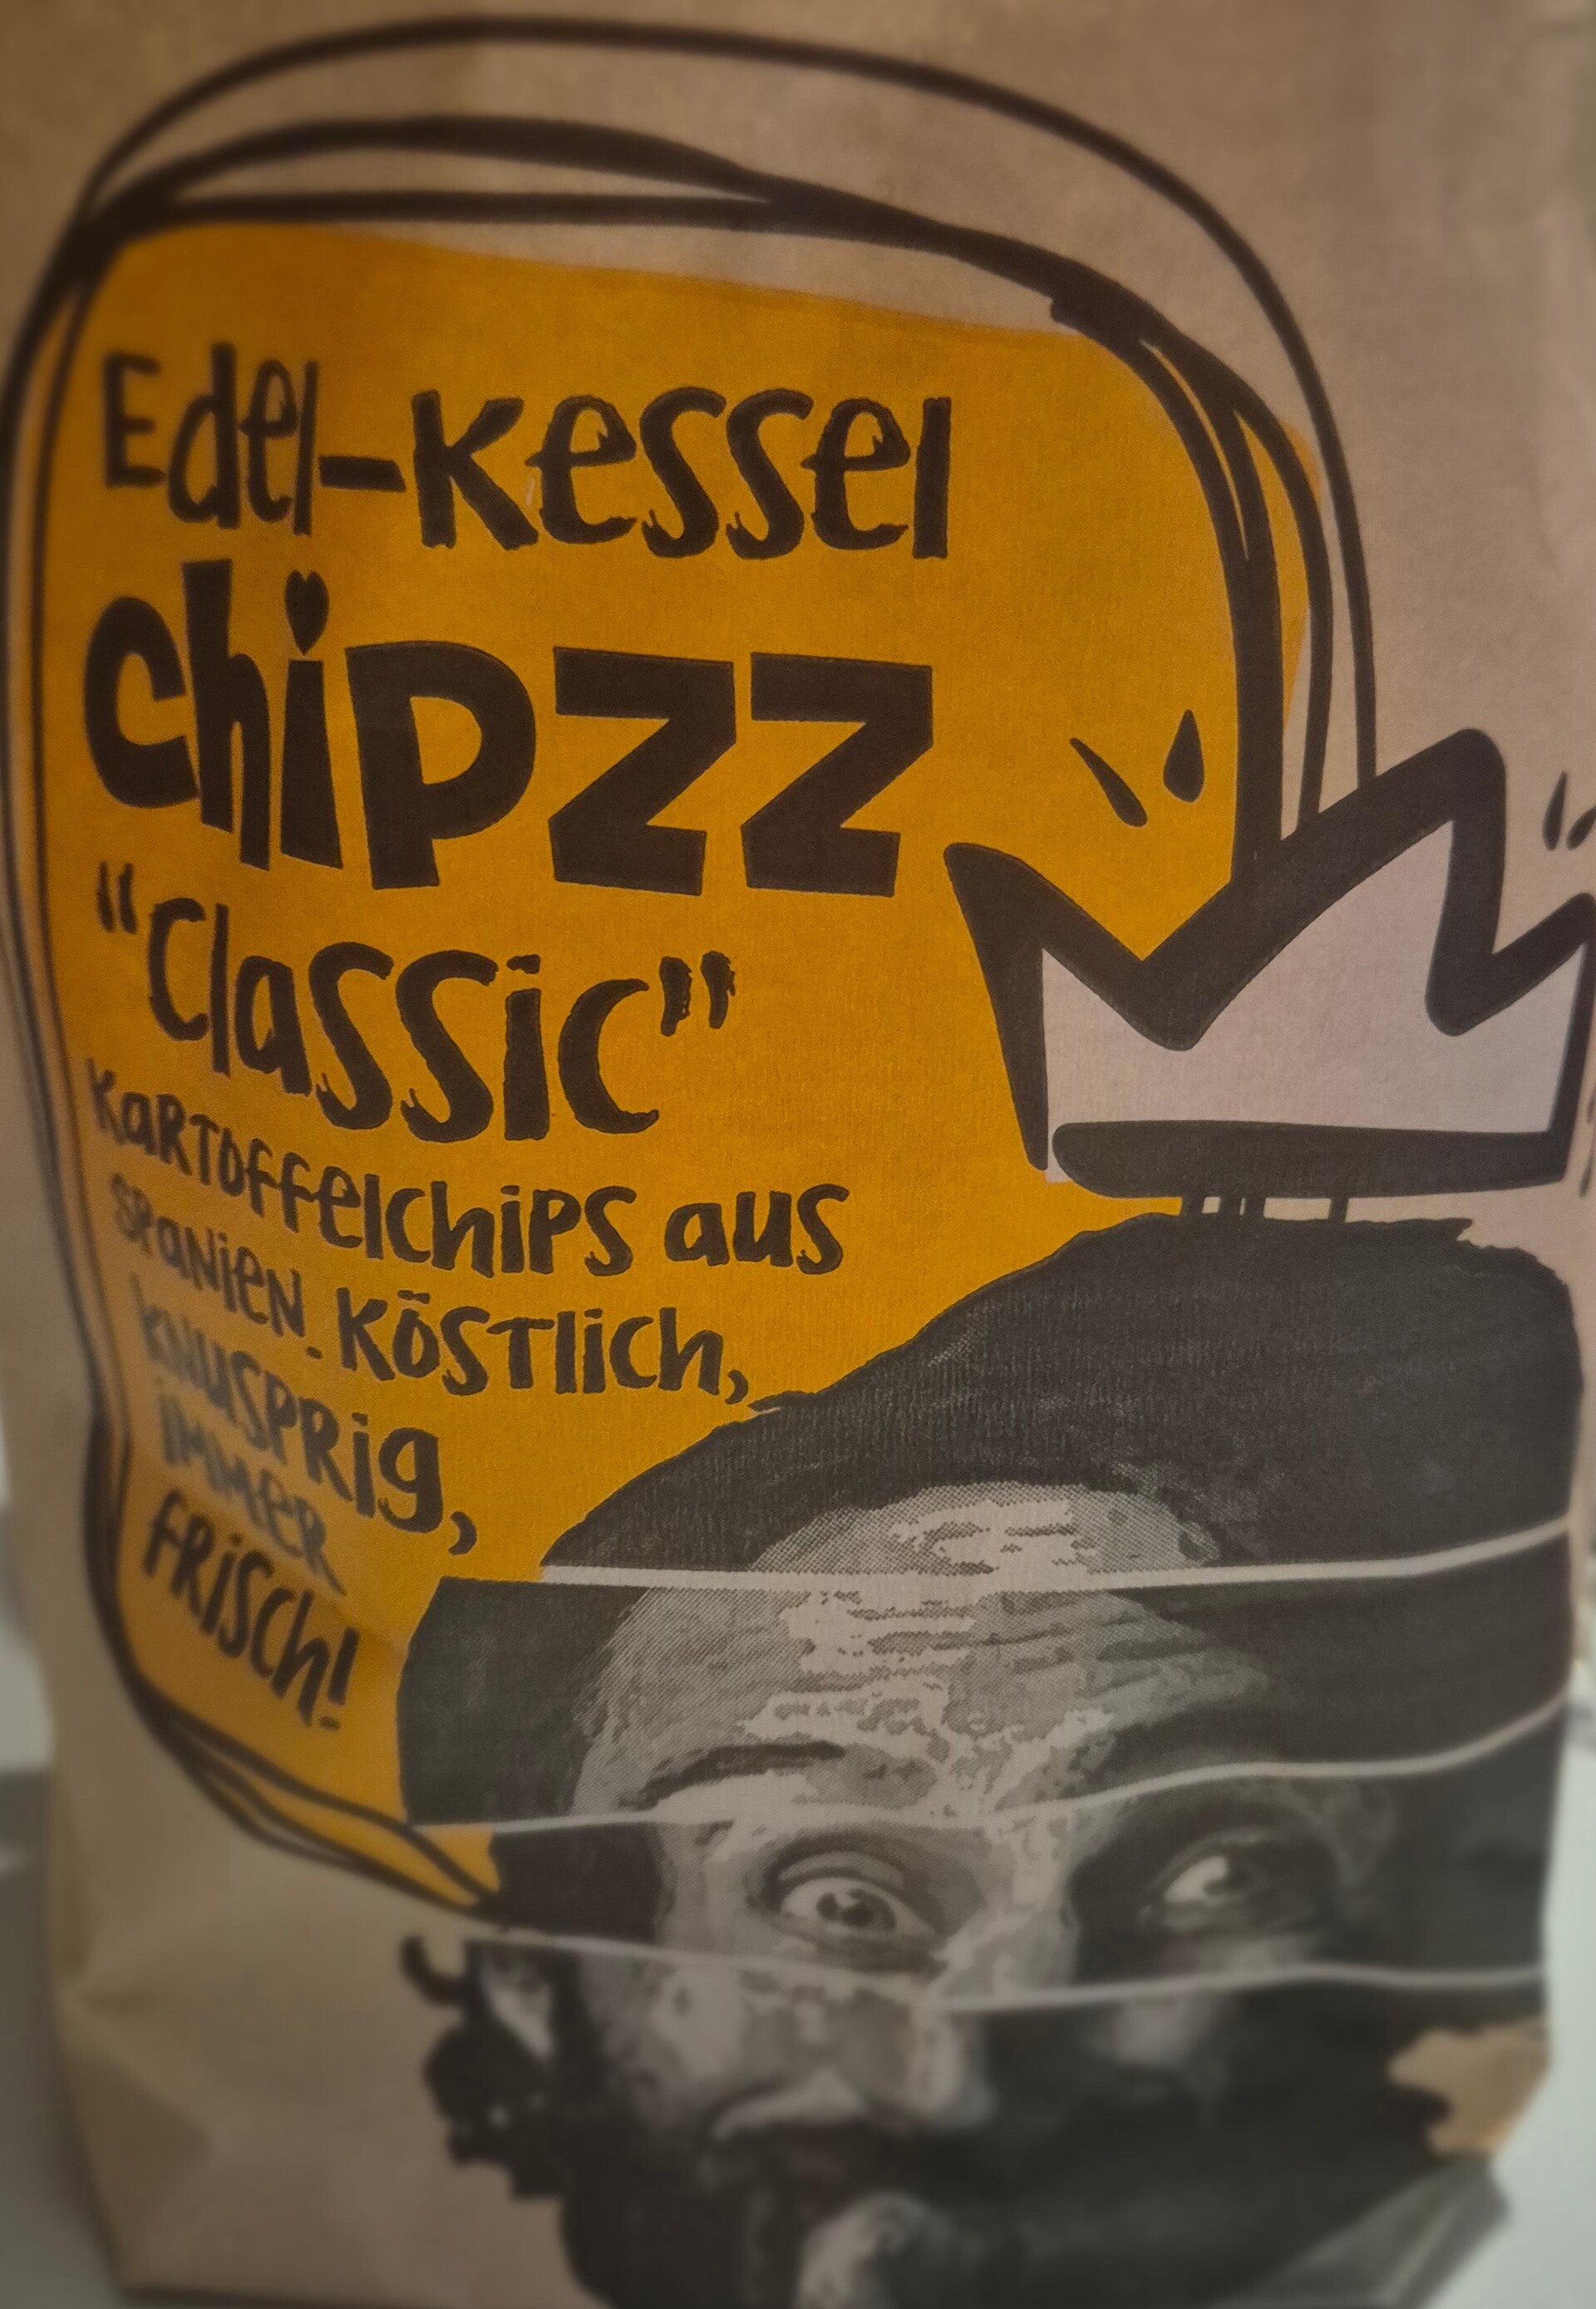 Edel-Kessel
Chipzz
"Classic"
Kartoffelchips aus
Spanien. Köstlich,
knusprig,
immer
frisch!